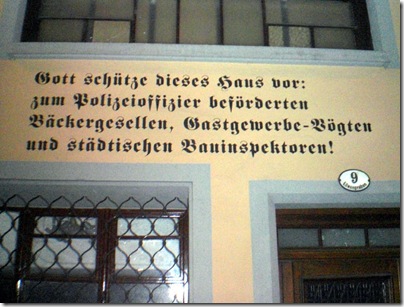 Gott schütze dieses Haus vor:
zum Polizeioffizier beförderten
Bäckergesellen, Gastgewerbe-Vögten
und städtischen Bauinspektoren!
9